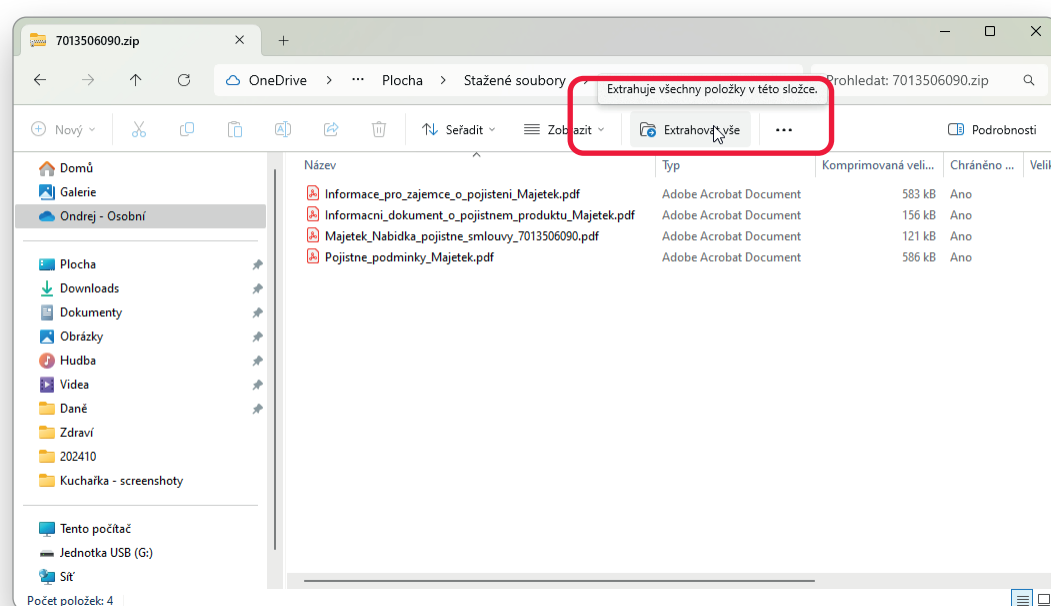 7013506090.zip
OneDrive > ... Plocha > Stažené soubory > Prohledat: 7013506090.zip
Extrahuje všechny položky v této složce.
Nový Seřadit Zobrazit Extrahovat vše ... Podrobnosti
Název Typ Komprimovaná veli... Chráněno ... Velik
Informace_pro_zajemce_o_pojisteni_Majetek.pdf Adobe Acrobat Document 583 kB Ano
Informacni_dokument_o_pojistnem_produktu_Majetek.pdf Adobe Acrobat Document 156 kB Ano
Majetek_Nabidka_pojistne_smlouvy_7013506090.pdf Adobe Acrobat Document 121 kB Ano
Pojistne_podminky_Majetek.pdf Adobe Acrobat Document 586 kB Ano
Domů
Galerie
Ondrej - Osobní
Plocha
Downloads
Dokumenty
Obrázky
Hudba
Videa
Daně
Zdraví
202410
Kuchařka - screenshoty
Tento počítač
Jednotka USB (G:)
Síť
Počet položek: 4